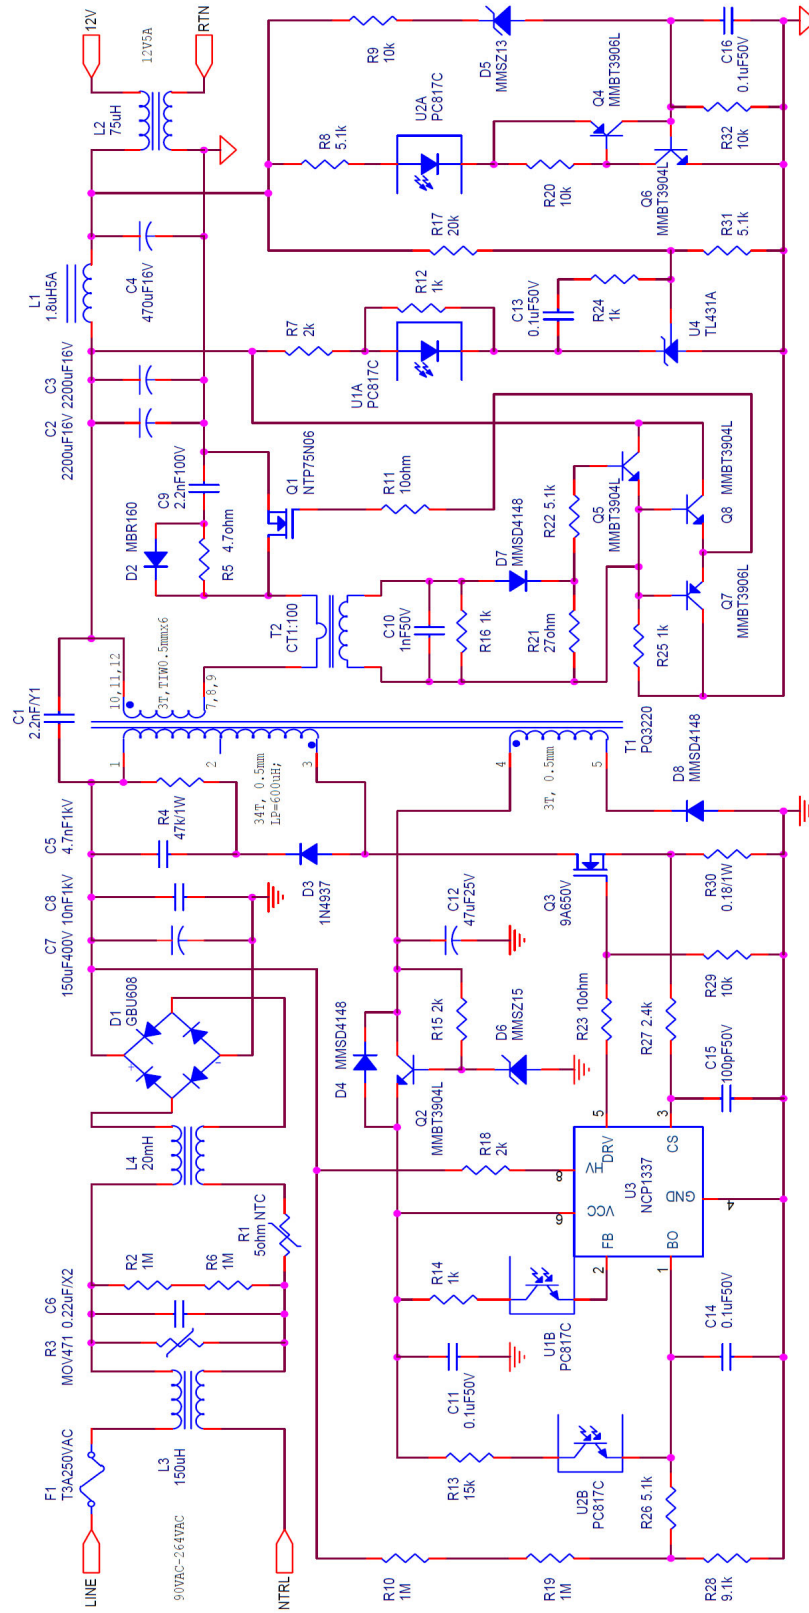 LINE
90VAC-264VAC
NTRL
F1
T3A250VAC
L3
150uH
R3
MOV471
C6
0.22uF/X2
R2
1M
R6
1M
R1
5ohm NTC
L4
20mH
D1
GBU608
+
-
C7
150uF400V
C8
10nF1kV
C5
4.7nF1kV
R4
47k/1W
D3
1N4937
C1
2.2nF/Y1
1
2
3
34T, 0.5mm
LP=600uH;
10,11,12
3T,TIW0.5mmx6
7,8,9
4
3T, 0.5mm
5
T1
PQ3220
D2
MBR160
R5
4.7ohm
C9
2.2nF100V
C2
2200uF16V
C3
2200uF16V
L1
1.8uH5A
C4
470uF16V
L2
75uH
12V
12V5A
RTN
T2
CT1:100
Q1
NTP75N06
R11
10ohm
C10
1nF50V
R16 1k
D7
MMSD4148
R21
27ohm
R22 5.1k
Q5
MMBT3904L
R25 1k
Q7
MMBT3906L
Q8
MMBT3904L
R7
2k
U1A
PC817C
R12
1k
C13
0.1uF50V
R24
1k
U4
TL431A
R17
20k
R31
5.1k
R8
5.1k
U2A
PC817C
R20
10k
Q4
MMBT3906L
Q6
MMBT3904L
R32
10k
R9
10k
D5
MMSZ13
C16
0.1uF50V
R10
1M
R19
1M
R28
9.1k
R26 5.1k
R13
15k
U2B
PC817C
C11
0.1uF50V
R14
1k
U1B
PC817C
C14
0.1uF50V
D4
MMSD4148
Q2
MMBT3904L
R15 2k
D6
MMSZ15
C12
47uF25V
R18
2k
U3
NCP1337
HV
8
VCC
6
FB
2
BO
1
DRV
5
CS
3
GND
4
R23 10ohm
R27 2.4k
C15
100pF50V
R29
10k
R30
0.18/1W
Q3
9A650V
D8
MMSD4148